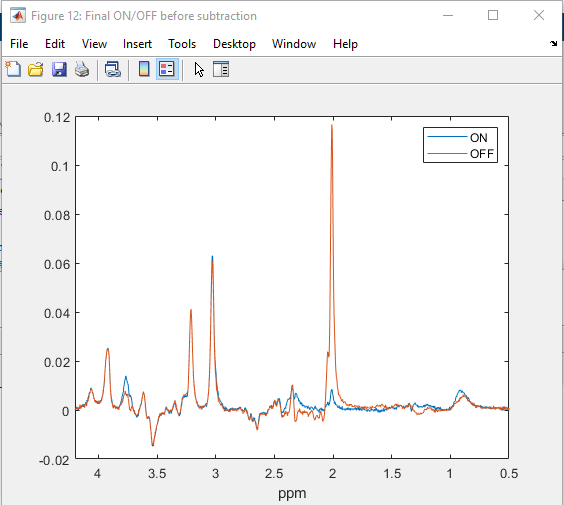 Figure 12: Final ON/OFF before subtraction
File Edit View Insert Tools Desktop Window Help
ON
OFF
0.12
0.1
0.08
0.06
0.04
0.02
0
-0.02
4 3.5 3 2.5 2 1.5 1 0.5
ppm